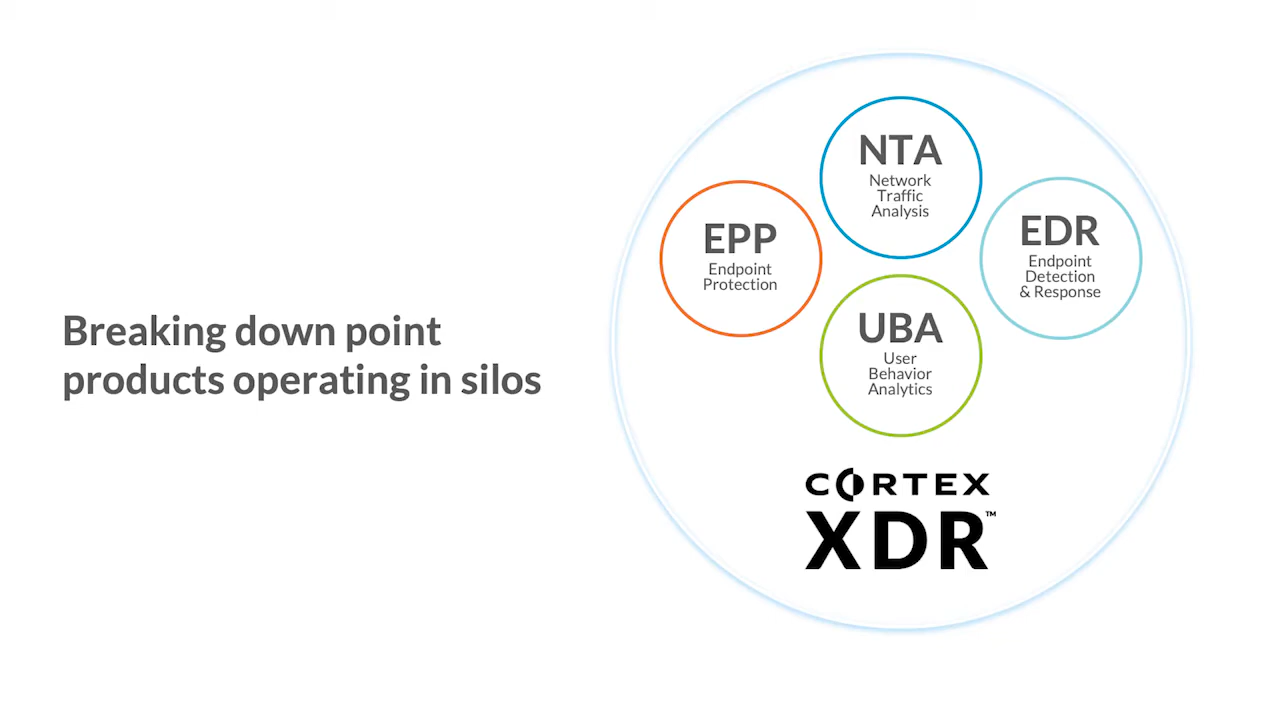 Breaking down point
products operating in silos
NTA
Network
Traffic
Analysis
EPP
Endpoint
Protection
EDR
Endpoint
Detection
& Response
UBA
User
Behavior
Analytics
CORTEX
XDR™